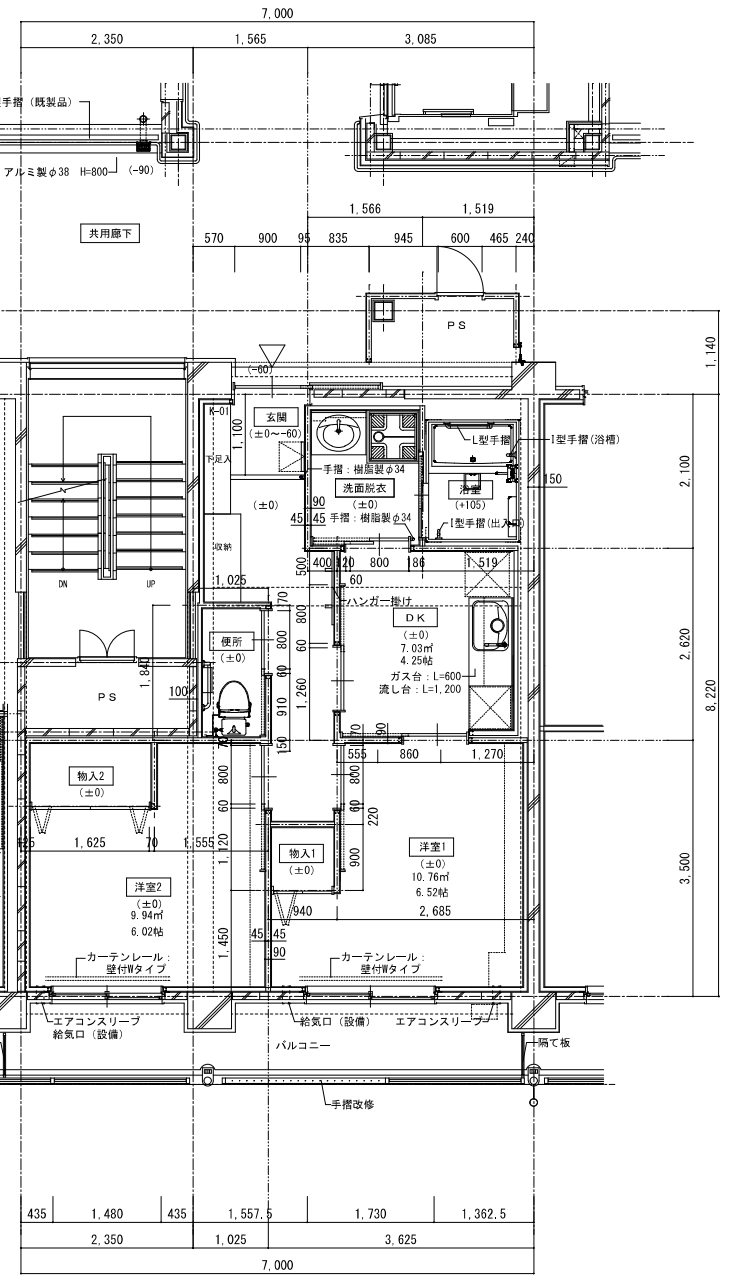 7,000
2,350
1,565
3,085
手摺（既製品）
アルミ製φ38 H=800
(-90)
共用廊下
1,566
1,519
570
900
95
835
945
600
465
240
PS
1,140
(-60)
K-01
玄関
(±0～-60)
1,100
下足入
L型手摺
I型手摺(浴槽)
手摺：樹脂製φ34
洗面脱衣
(±0)
浴室
(+105)
150
2,100
(±0)
90
45
45
手摺：樹脂製φ34
I型手摺(出入口)
収納
DN
UP
500
400
120
800
186
1,519
1,025
60
ハンガー掛け
70
800
DK
(±0)
7.03㎡
4.25帖
便所
(±0)
800
60
2,620
ガス台：L=600
流し台：L=1,200
8,220
PS
1,840
100
60
1,260
910
70
90
150
70
555
860
1,270
物入2
(±0)
800
800
60
60
220
125
1,625
70
1,555
1,120
物入1
(±0)
900
洋室1
(±0)
10.76㎡
6.52帖
3,500
洋室2
(±0)
9.94㎡
6.02帖
940
2,685
45
45
90
1,450
カーテンレール：
壁付Wタイプ
カーテンレール：
壁付Wタイプ
エアコンスリーブ
給気口（設備）
給気口（設備）
エアコンスリーブ
バルコニー
隔て板
手摺改修
435
1,480
435
1,557.5
1,730
1,362.5
2,350
1,025
3,625
7,000